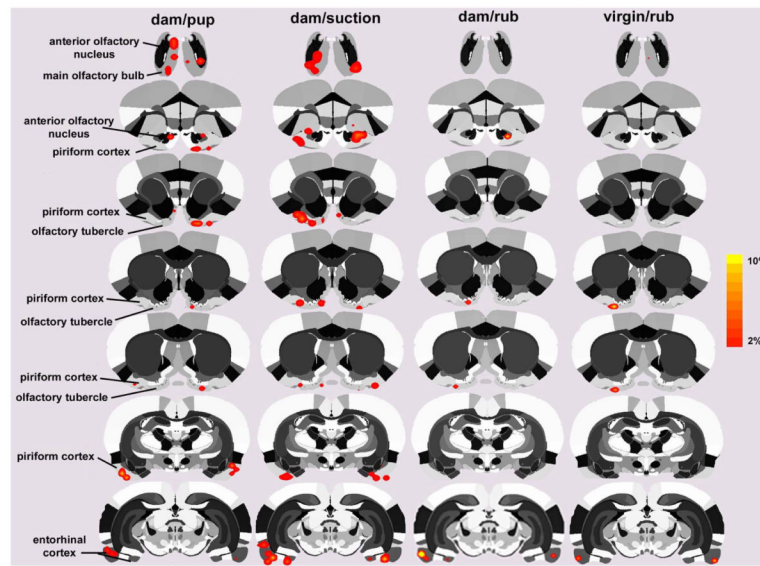 dam/pup dam/suction dam/rub virgin/rub
anterior olfactory
nucleus
main olfactory bulb
anterior olfactory
nucleus
piriform cortex
piriform cortex
olfactory tubercle
10%
piriform cortex
olfactory tubercle
2%
piriform cortex
olfactory tubercle
piriform cortex
entorhinal
cortex